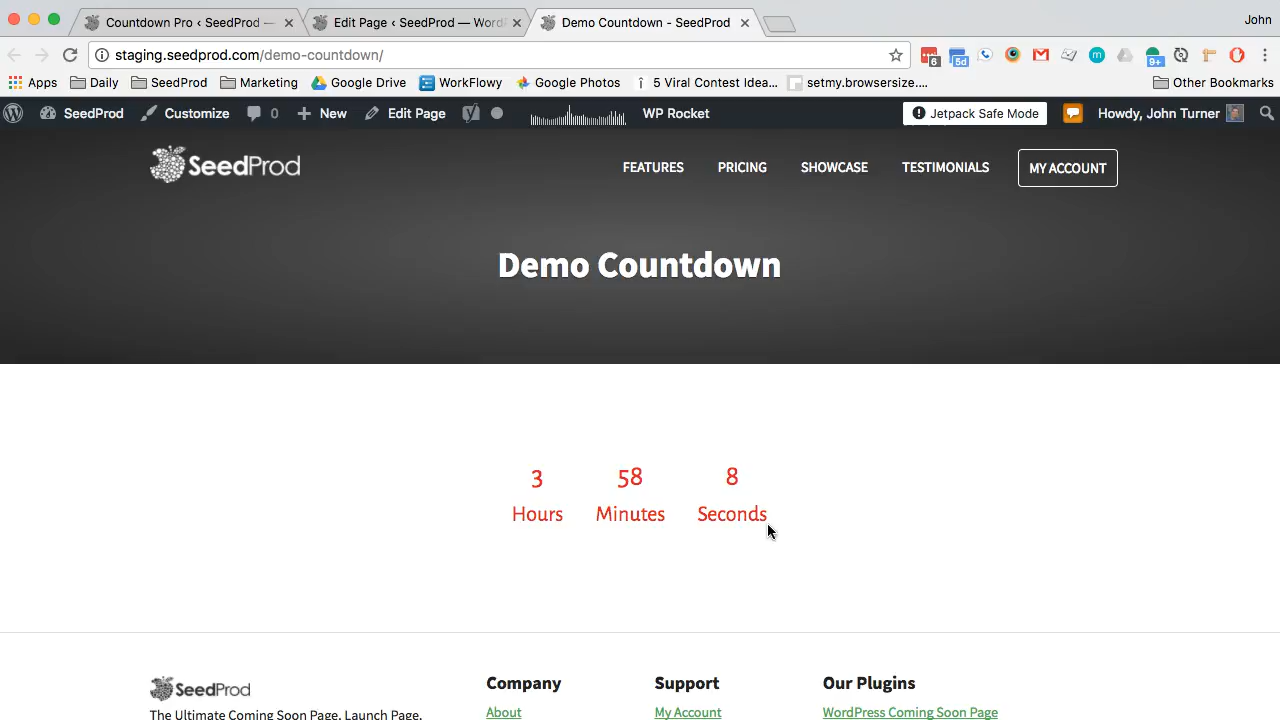 Countdown Pro ‹ SeedProd —
Edit Page ‹ SeedProd — Word
Demo Countdown - SeedProd
John
staging.seedprod.com/demo-countdown/
6
5d
m
9+
Apps
Daily
SeedProd
Marketing
Google Drive
WorkFlowy
Google Photos
5 Viral Contest Idea...
setmy.browsersize....
Other Bookmarks
SeedProd
Customize
0
New
Edit Page
WP Rocket
Jetpack Safe Mode
Howdy, John Turner
SeedProd
FEATURES
PRICING
SHOWCASE
TESTIMONIALS
MY ACCOUNT
Demo Countdown
3 58 8
Hours Minutes Seconds
SeedProd
The Ultimate Coming Soon Page, Launch Page,
Company
About
Support
My Account
Our Plugins
WordPress Coming Soon Page